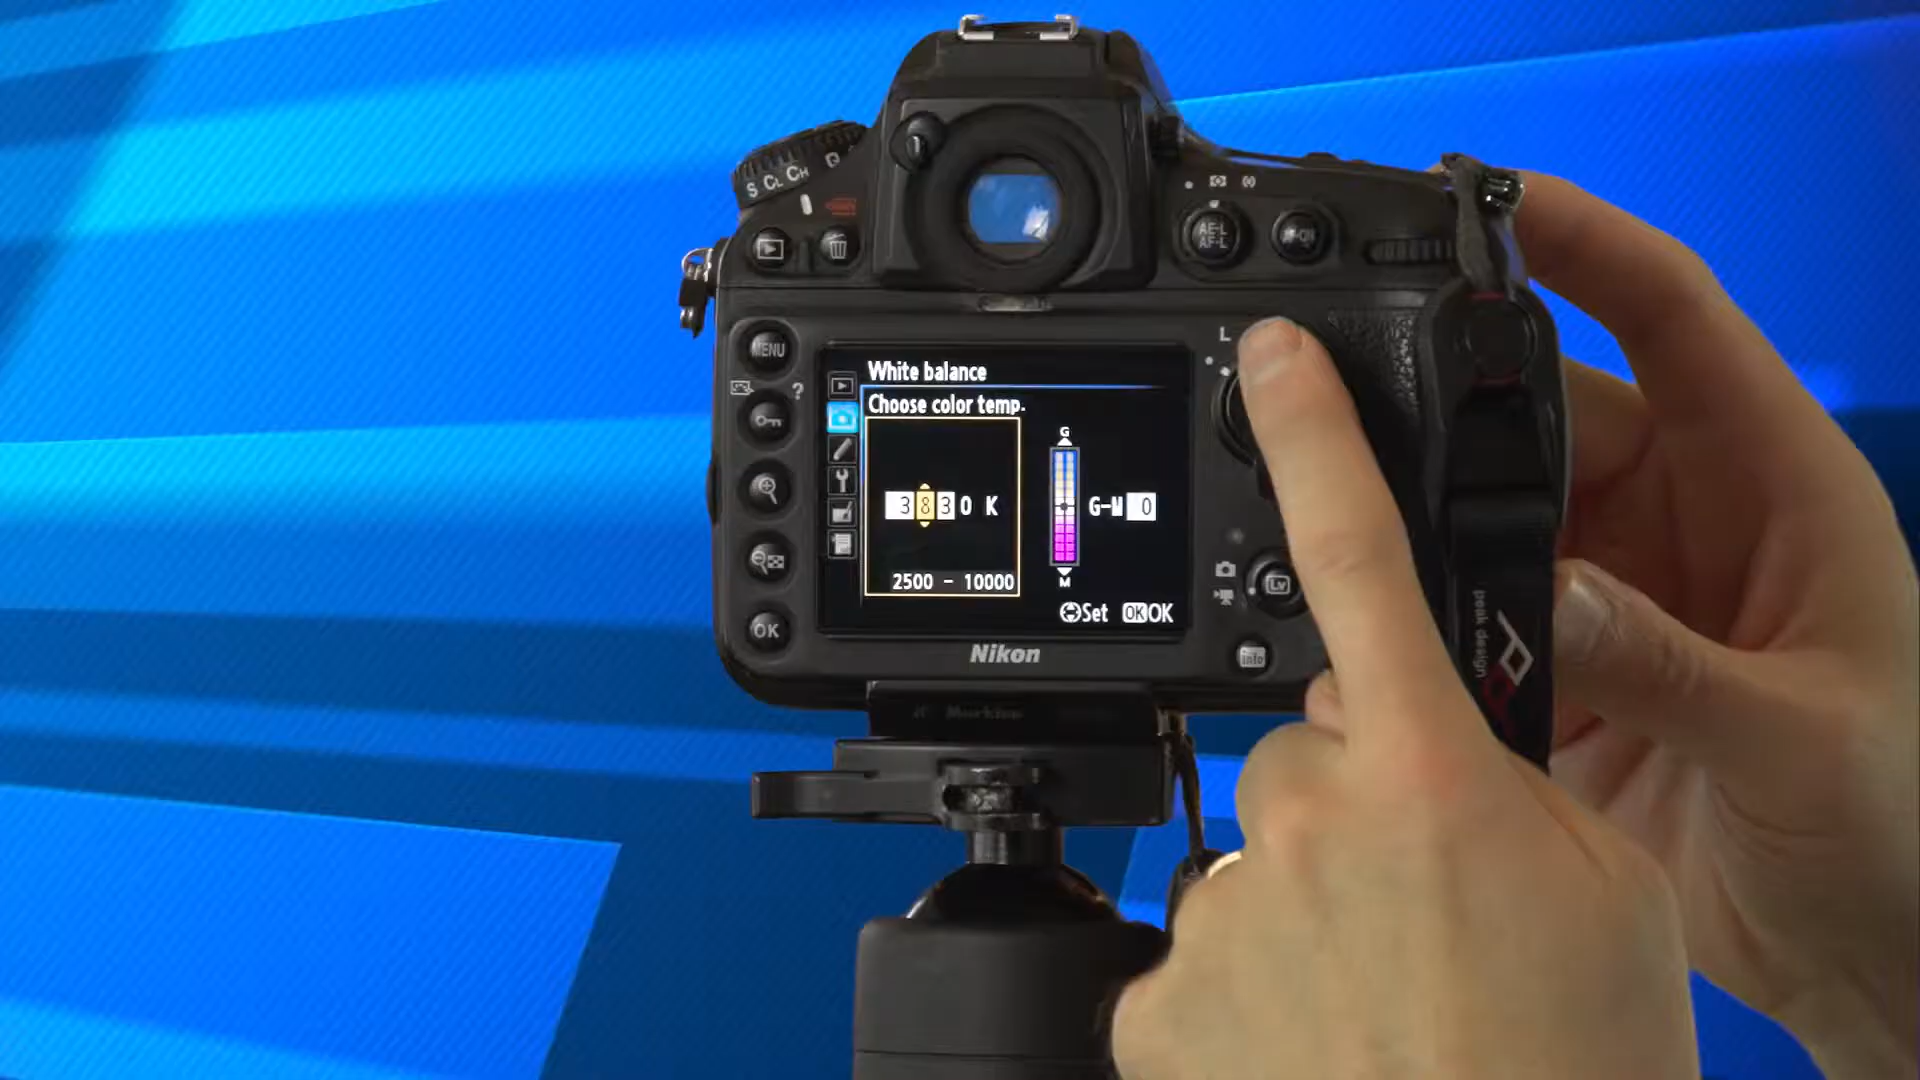 S CL CH Q
AE-L
AF-L
AF-ON
MENU
L
?
White balance
Choose color temp.
G
3830 K
G-M 0
2500 - 10000
M
Set OK OK
Lv
OK
info
Nikon
peak design